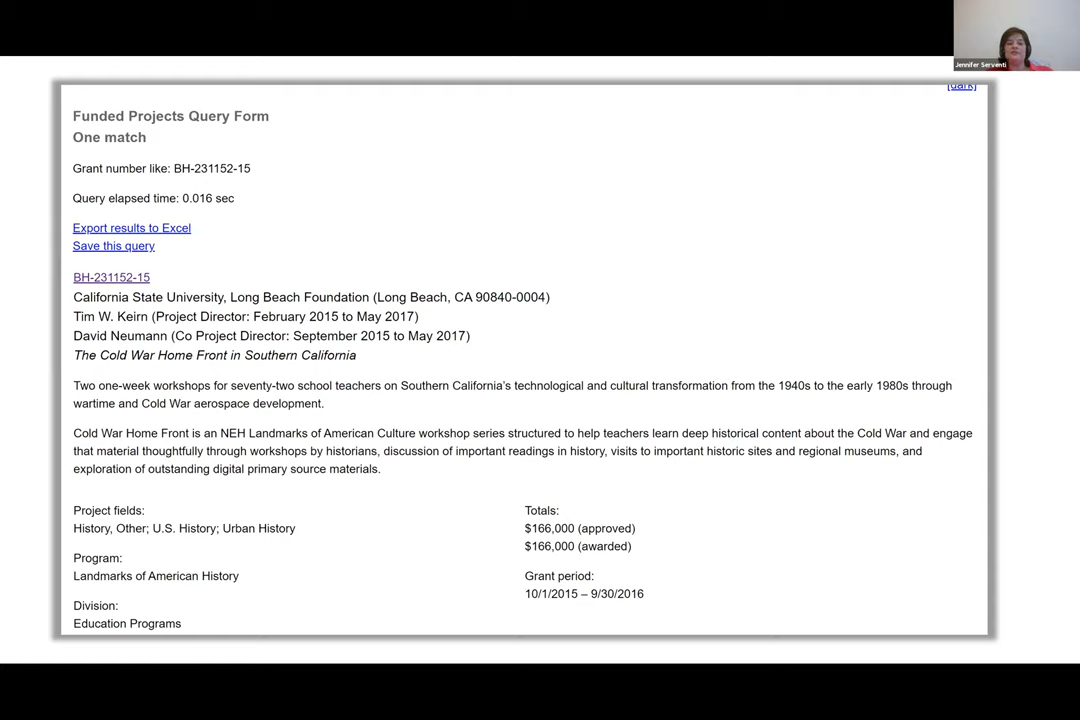 Jennifer Serventi
[dark]
Funded Projects Query Form
One match
Grant number like: BH-231152-15
Query elapsed time: 0.016 sec
Export results to Excel
Save this query
BH-231152-15
California State University, Long Beach Foundation (Long Beach, CA 90840-0004)
Tim W. Keirn (Project Director: February 2015 to May 2017)
David Neumann (Co Project Director: September 2015 to May 2017)
The Cold War Home Front in Southern California
Two one-week workshops for seventy-two school teachers on Southern California's technological and cultural transformation from the 1940s to the early 1980s through
wartime and Cold War aerospace development.
Cold War Home Front is an NEH Landmarks of American Culture workshop series structured to help teachers learn deep historical content about the Cold War and engage
that material thoughtfully through workshops by historians, discussion of important readings in history, visits to important historic sites and regional museums, and
exploration of outstanding digital primary source materials.
Project fields:
History, Other; U.S. History; Urban History
Program:
Landmarks of American History
Division:
Education Programs
Totals:
$166,000 (approved)
$166,000 (awarded)
Grant period:
10/1/2015 – 9/30/2016